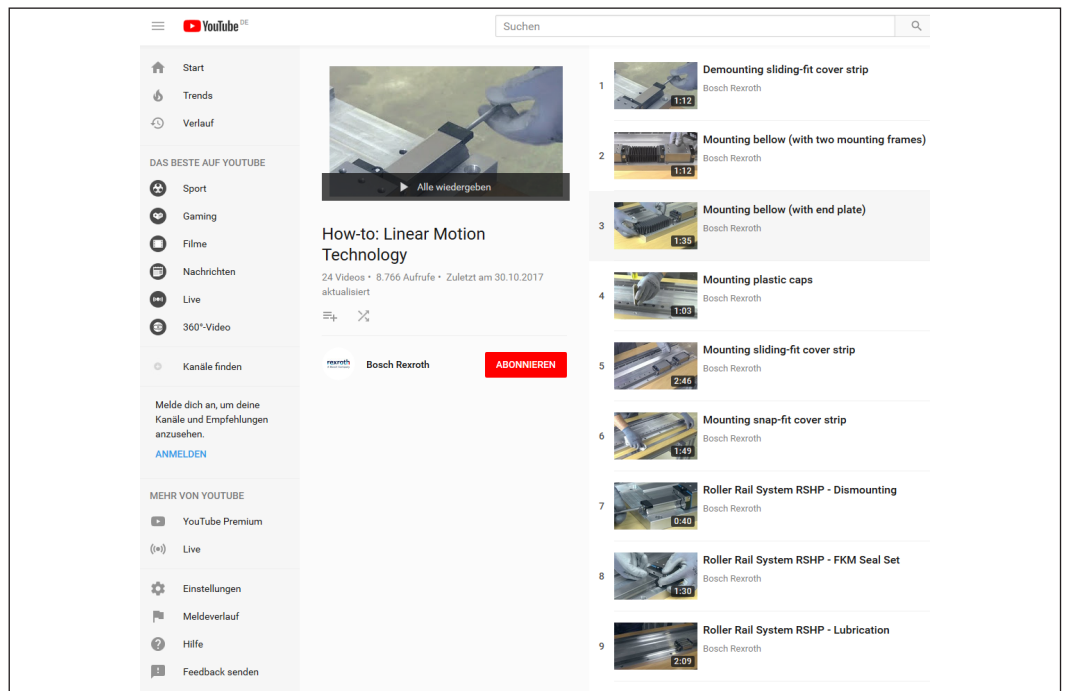 YouTube DE
Suchen
Start
Trends
Verlauf
DAS BESTE AUF YOUTUBE
Sport
Gaming
Filme
Nachrichten
Live
360°-Video
Kanäle finden
Melde dich an, um deine
Kanäle und Empfehlungen
anzusehen.
ANMELDEN
MEHR VON YOUTUBE
YouTube Premium
Live
Einstellungen
Meldeverlauf
Hilfe
Feedback senden
Alle wiedergeben
How-to: Linear Motion
Technology
24 Videos • 8.766 Aufrufe • Zuletzt am 30.10.2017
aktualisiert
rexroth
Bosch Rexroth
ABONNIEREN
1
1:12
Demounting sliding-fit cover strip
Bosch Rexroth
2
1:12
Mounting bellow (with two mounting frames)
Bosch Rexroth
3
1:35
Mounting bellow (with end plate)
Bosch Rexroth
4
1:03
Mounting plastic caps
Bosch Rexroth
5
2:46
Mounting sliding-fit cover strip
Bosch Rexroth
6
1:49
Mounting snap-fit cover strip
Bosch Rexroth
7
0:40
Roller Rail System RSHP - Dismounting
Bosch Rexroth
8
1:30
Roller Rail System RSHP - FKM Seal Set
Bosch Rexroth
9
2:09
Roller Rail System RSHP - Lubrication
Bosch Rexroth